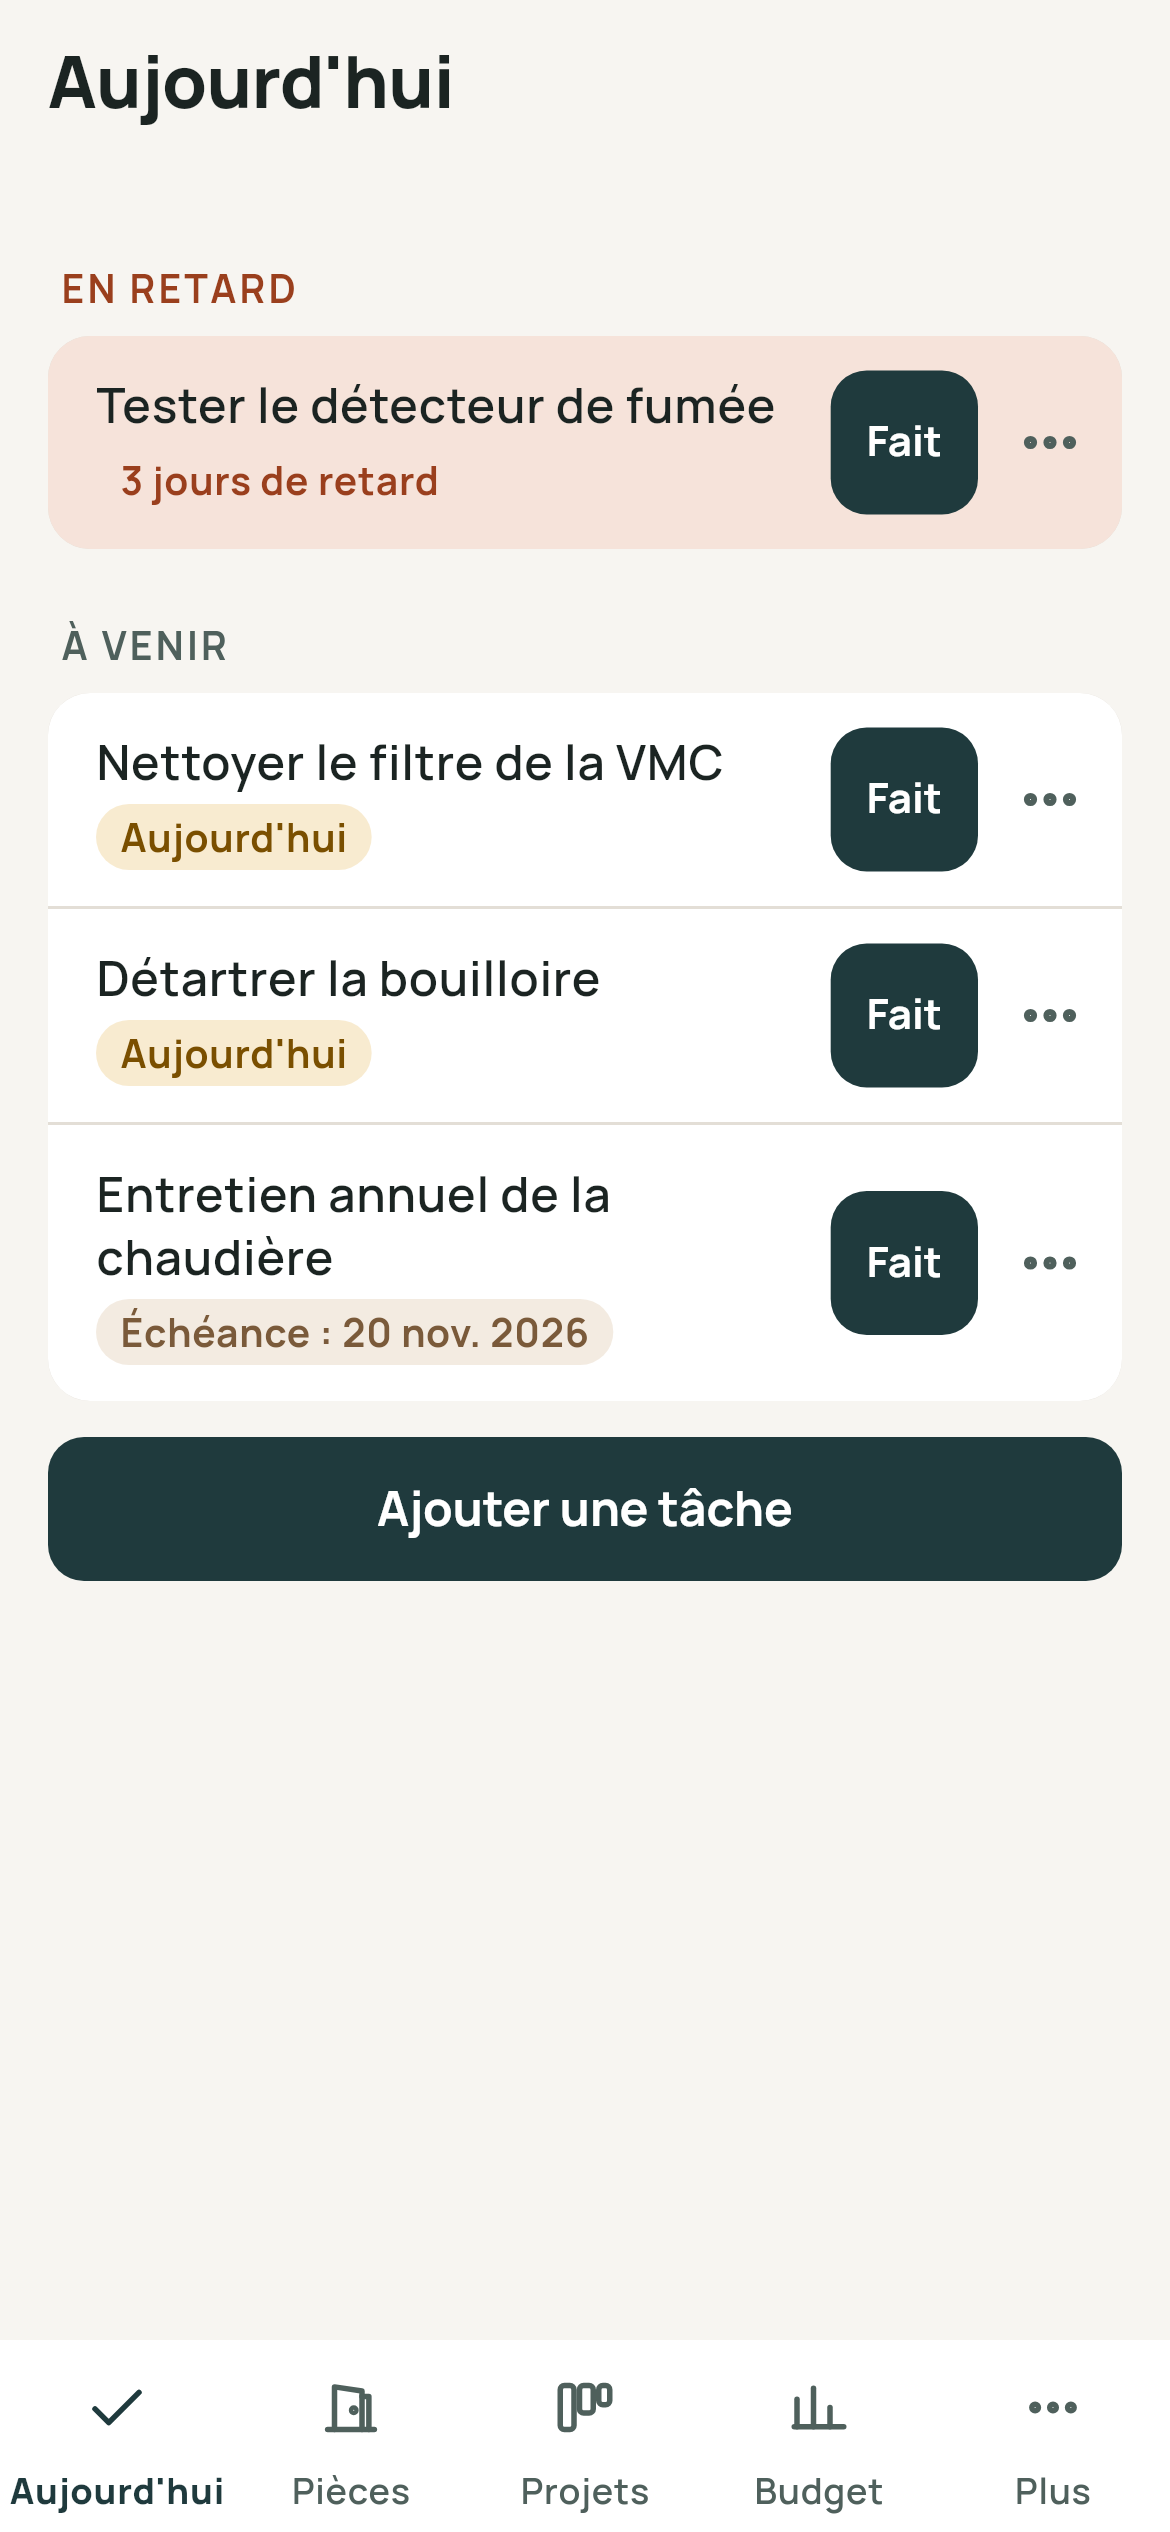 Aujourd'hui
EN RETARD
Tester le détecteur de fumée
Fait
3 jours de retard
À VENIR
Nettoyer le filtre de la VMC
Fait
Aujourd'hui
Détartrer la bouilloire
Fait
Aujourd'hui
Entretien annuel de la
chaudière
Fait
Échéance : 20 nov. 2026
Ajouter une tâche
Aujourd'hui
Pièces
Projets
Budget
Plus